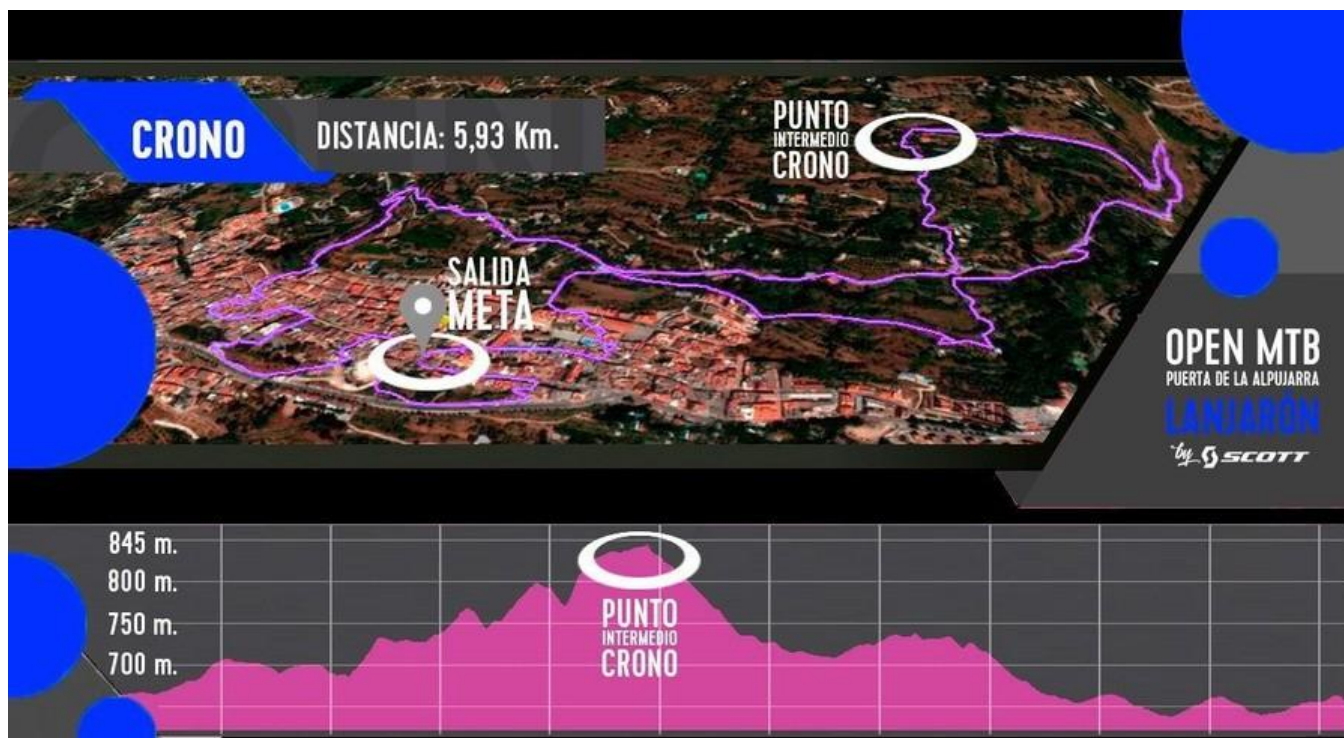 CRONO
DISTANCIA: 5,93 Km.
PUNTO
INTERMEDIO
CRONO
SALIDA
META
OPEN MTB
PUERTA DE LA ALPUJARRA
LANJARÓN
by SCOTT
845 m.
800 m.
750 m.
700 m.
PUNTO
INTERMEDIO
CRONO